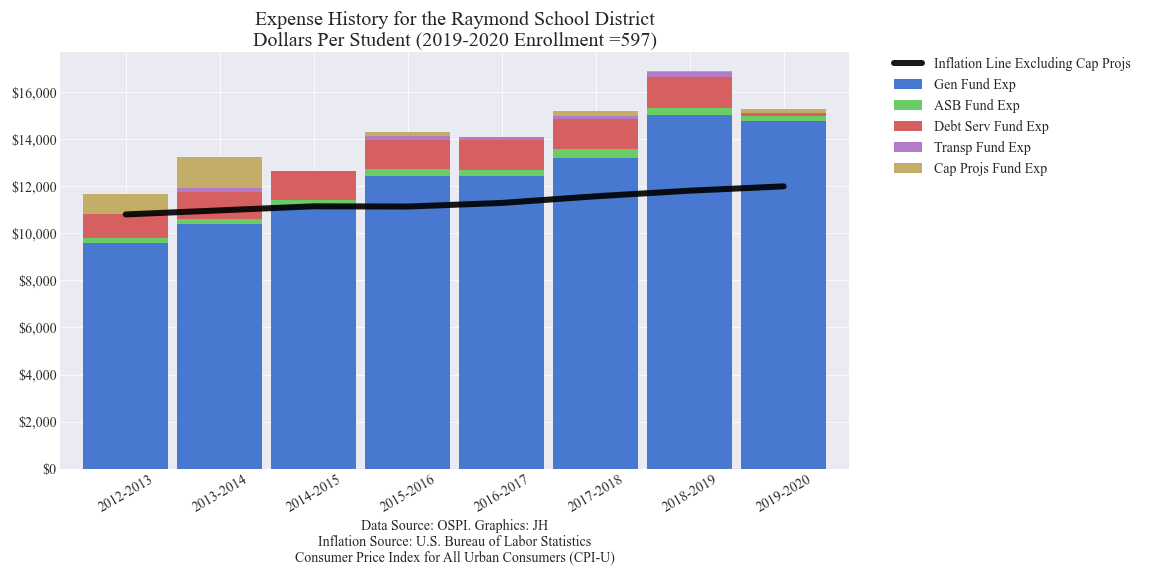 Expense History for the Raymond School District
Dollars Per Student (2019-2020 Enrollment =597)
Inflation Line Excluding Cap Projs
Gen Fund Exp
ASB Fund Exp
Debt Serv Fund Exp
Transp Fund Exp
Cap Projs Fund Exp
$16,000
$14,000
$12,000
$10,000
$8,000
$6,000
$4,000
$2,000
$0
2012-2013
2013-2014
2014-2015
2015-2016
2016-2017
2017-2018
2018-2019
2019-2020
Data Source: OSPI. Graphics: JH
Inflation Source: U.S. Bureau of Labor Statistics
Consumer Price Index for All Urban Consumers (CPI-U)